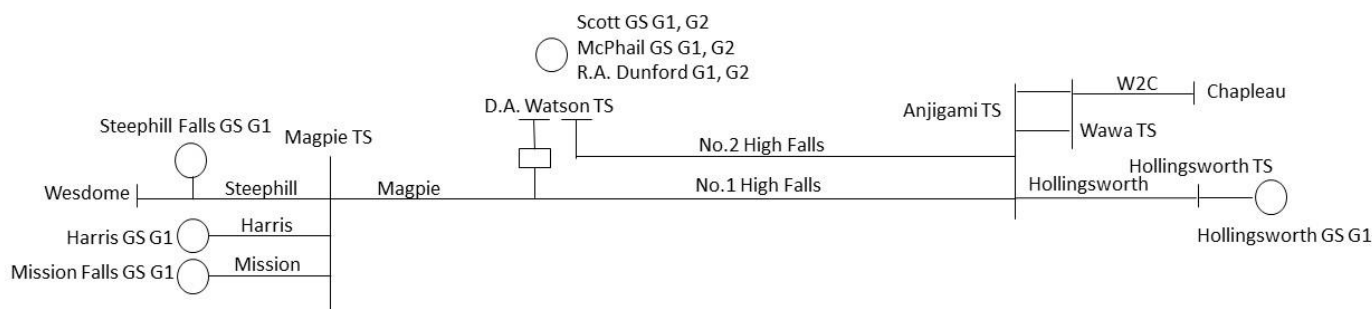 Scott GS G1, G2
McPhail GS G1, G2
R.A. Dunford G1, G2
D.A. Watson TS
Anjigami TS
W2C
Chapleau
Wawa TS
Steephill Falls GS G1
Magpie TS
No.2 High Falls
Hollingsworth TS
Wesdome
Steephill
Magpie
No.1 High Falls
Hollingsworth
Harris GS G1
Harris
Hollingsworth GS G1
Mission Falls GS G1
Mission